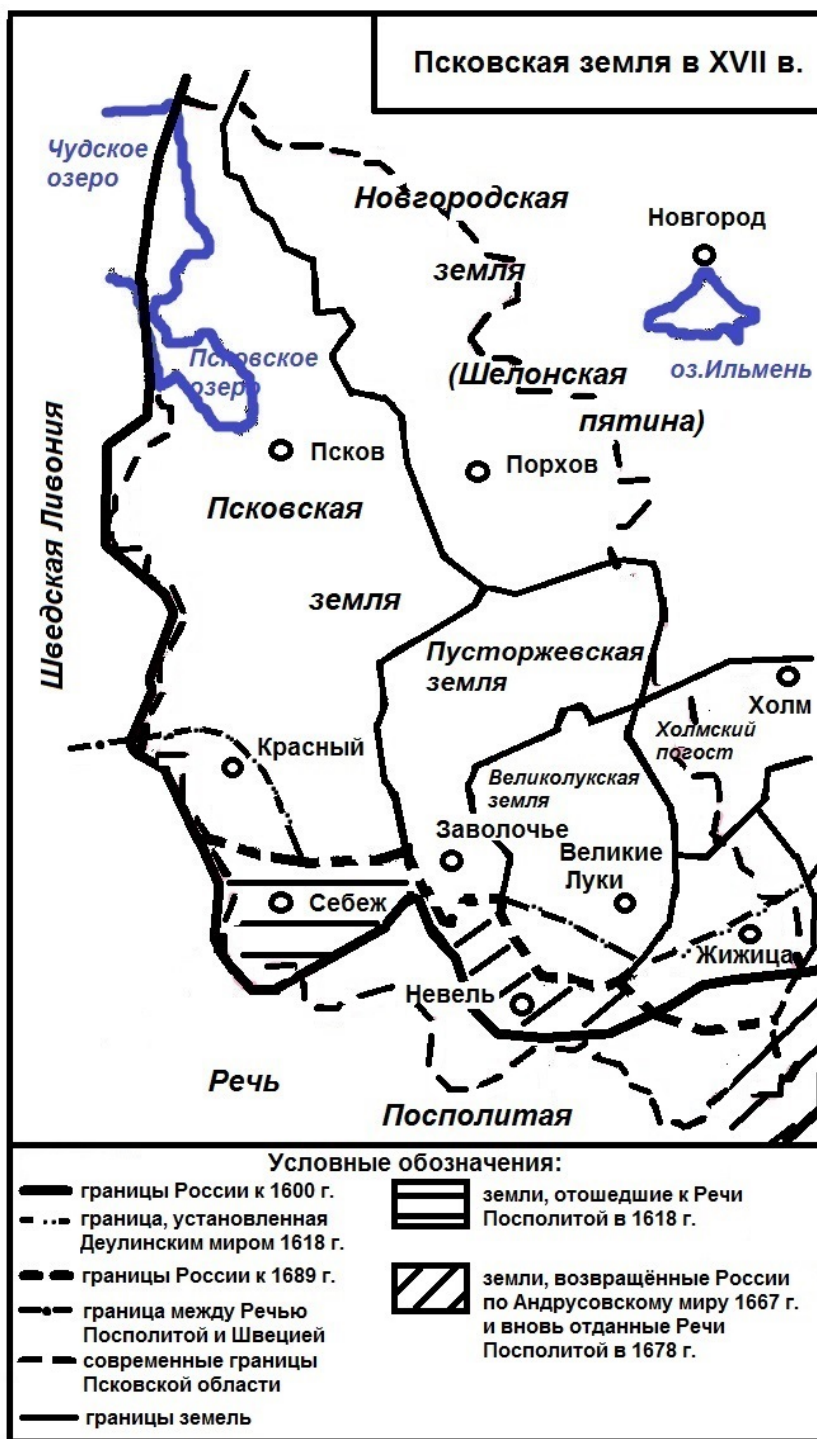 Псковская земля в XVII в.
Чудское
озеро
Новгородская
земля
Новгород
Псковское
озеро
(Шелонская
пятина)
оз.Ильмень
Шведская Ливония
Псков
Порхов
Псковская
земля
Пусторжевская
земля
Холм
Холмский
погост
Красный
Великолукская
земля
Заволочье
Великие
Луки
Себеж
Жижица
Невель
Речь
Посполитая
Условные обозначения:
границы России к 1600 г.
граница, установленная
Деулинским миром 1618 г.
границы России к 1689 г.
граница между Речью
Посполитой и Швецией
современные границы
Псковской области
границы земель
земли, отошедшие к Речи
Посполитой в 1618 г.
земли, возвращённые России
по Андрусовскому миру 1667 г.
и вновь отданные Речи
Посполитой в 1678 г.